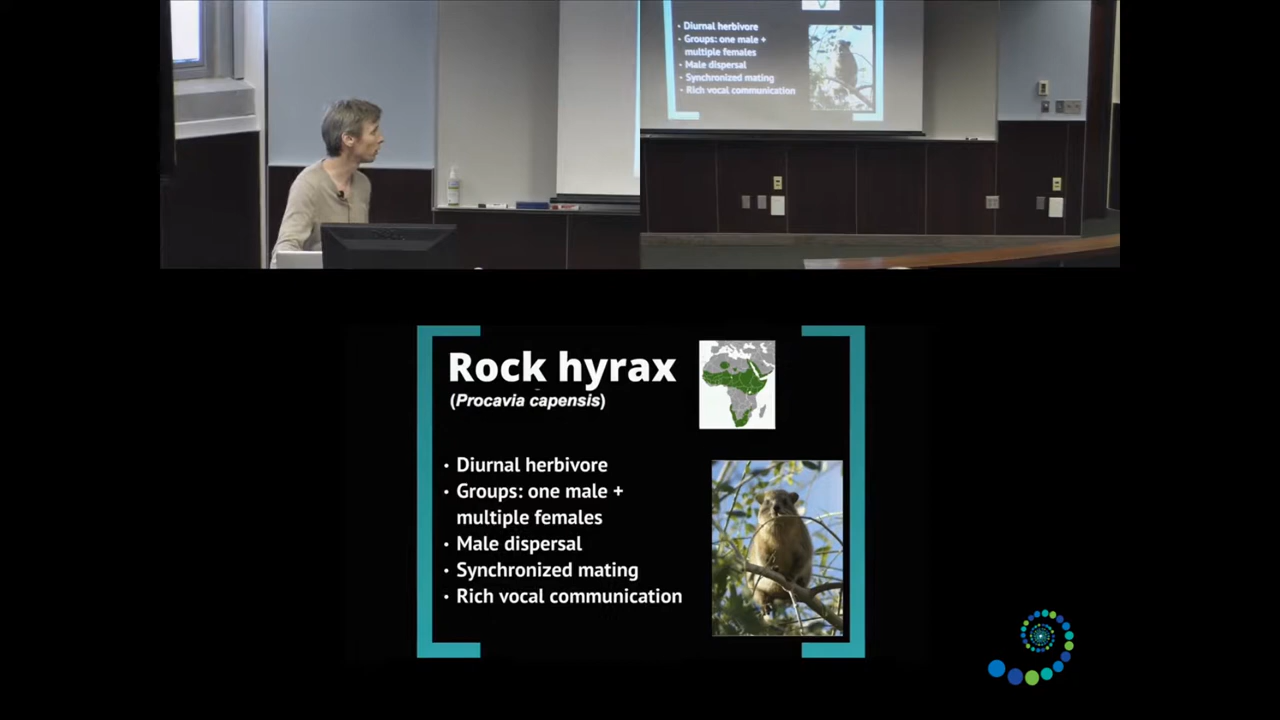 • Diurnal herbivore
• Groups: one male +
multiple females
• Male dispersal
• Synchronized mating
• Rich vocal communication
Rock hyrax
(Procavia capensis)
• Diurnal herbivore
• Groups: one male +
multiple females
• Male dispersal
• Synchronized mating
• Rich vocal communication